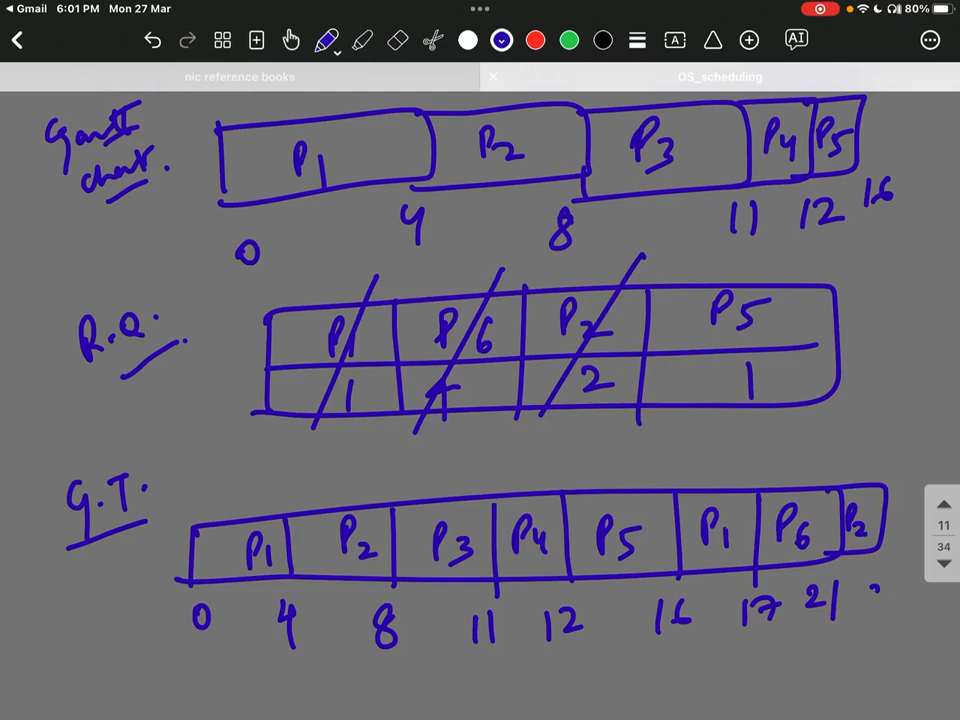 Gmail 6:01 PM Mon 27 Mar 80%
A AI
nic reference books OS_scheduling
Gantt chart.
P1 P2 P3 P4 P5
0 4 8 11 12 16
R.Q.
P1 P6 P2 P5
1 4 2 1
G.T.
P1 P2 P3 P4 P5 P1 P6 P2
0 4 8 11 12 16 17 21
11
34